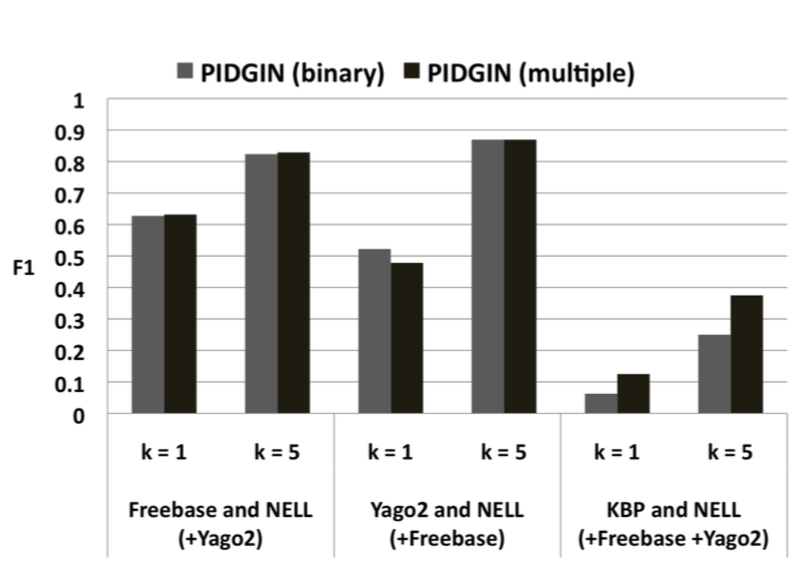 PIDGIN (binary) PIDGIN (multiple)
1
0.9
0.8
0.7
0.6
0.5
0.4
0.3
0.2
0.1
0
F1
k = 1 k = 5 k = 1 k = 5 k = 1 k = 5
Freebase and NELL Yago2 and NELL KBP and NELL
(+Yago2) (+Freebase) (+Freebase +Yago2)